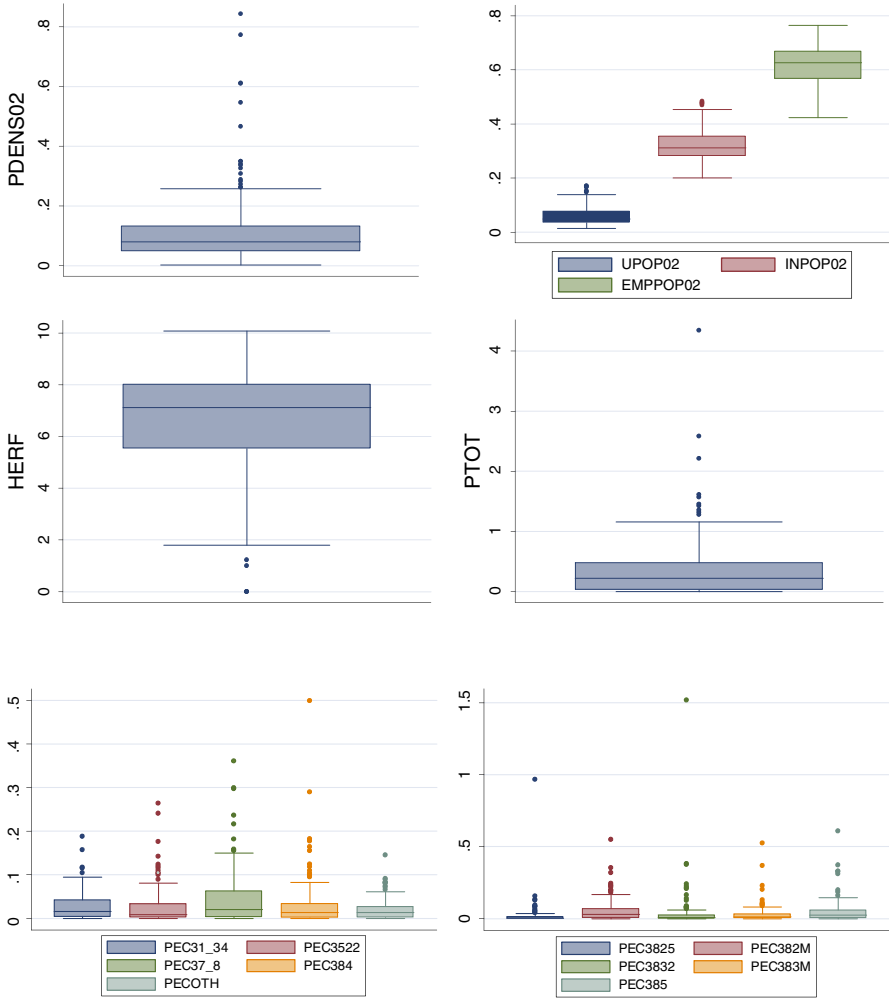 PDENS02
.8
.6
.4
.2
0
.8
.6
.4
.2
0
UPOP02 INPOP02
EMPPOP02
HERF
10
8
6
4
2
0
PTOT
4
3
2
1
0
.5
.4
.3
.2
.1
0
PEC31_34 PEC3522
PEC37_8 PEC384
PECOTH
1.5
1
.5
0
PEC3825 PEC382M
PEC3832 PEC383M
PEC385